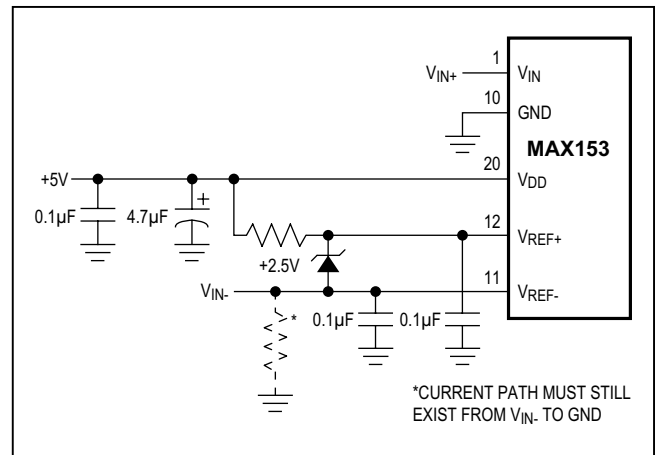 1
VIN+
VIN
10
GND
MAX153
+5V
20
VDD
0.1µF
4.7µF
+
12
VREF+
+2.5V
VIN-
11
VREF-
*
0.1µF
0.1µF
*CURRENT PATH MUST STILL
EXIST FROM VIN- TO GND